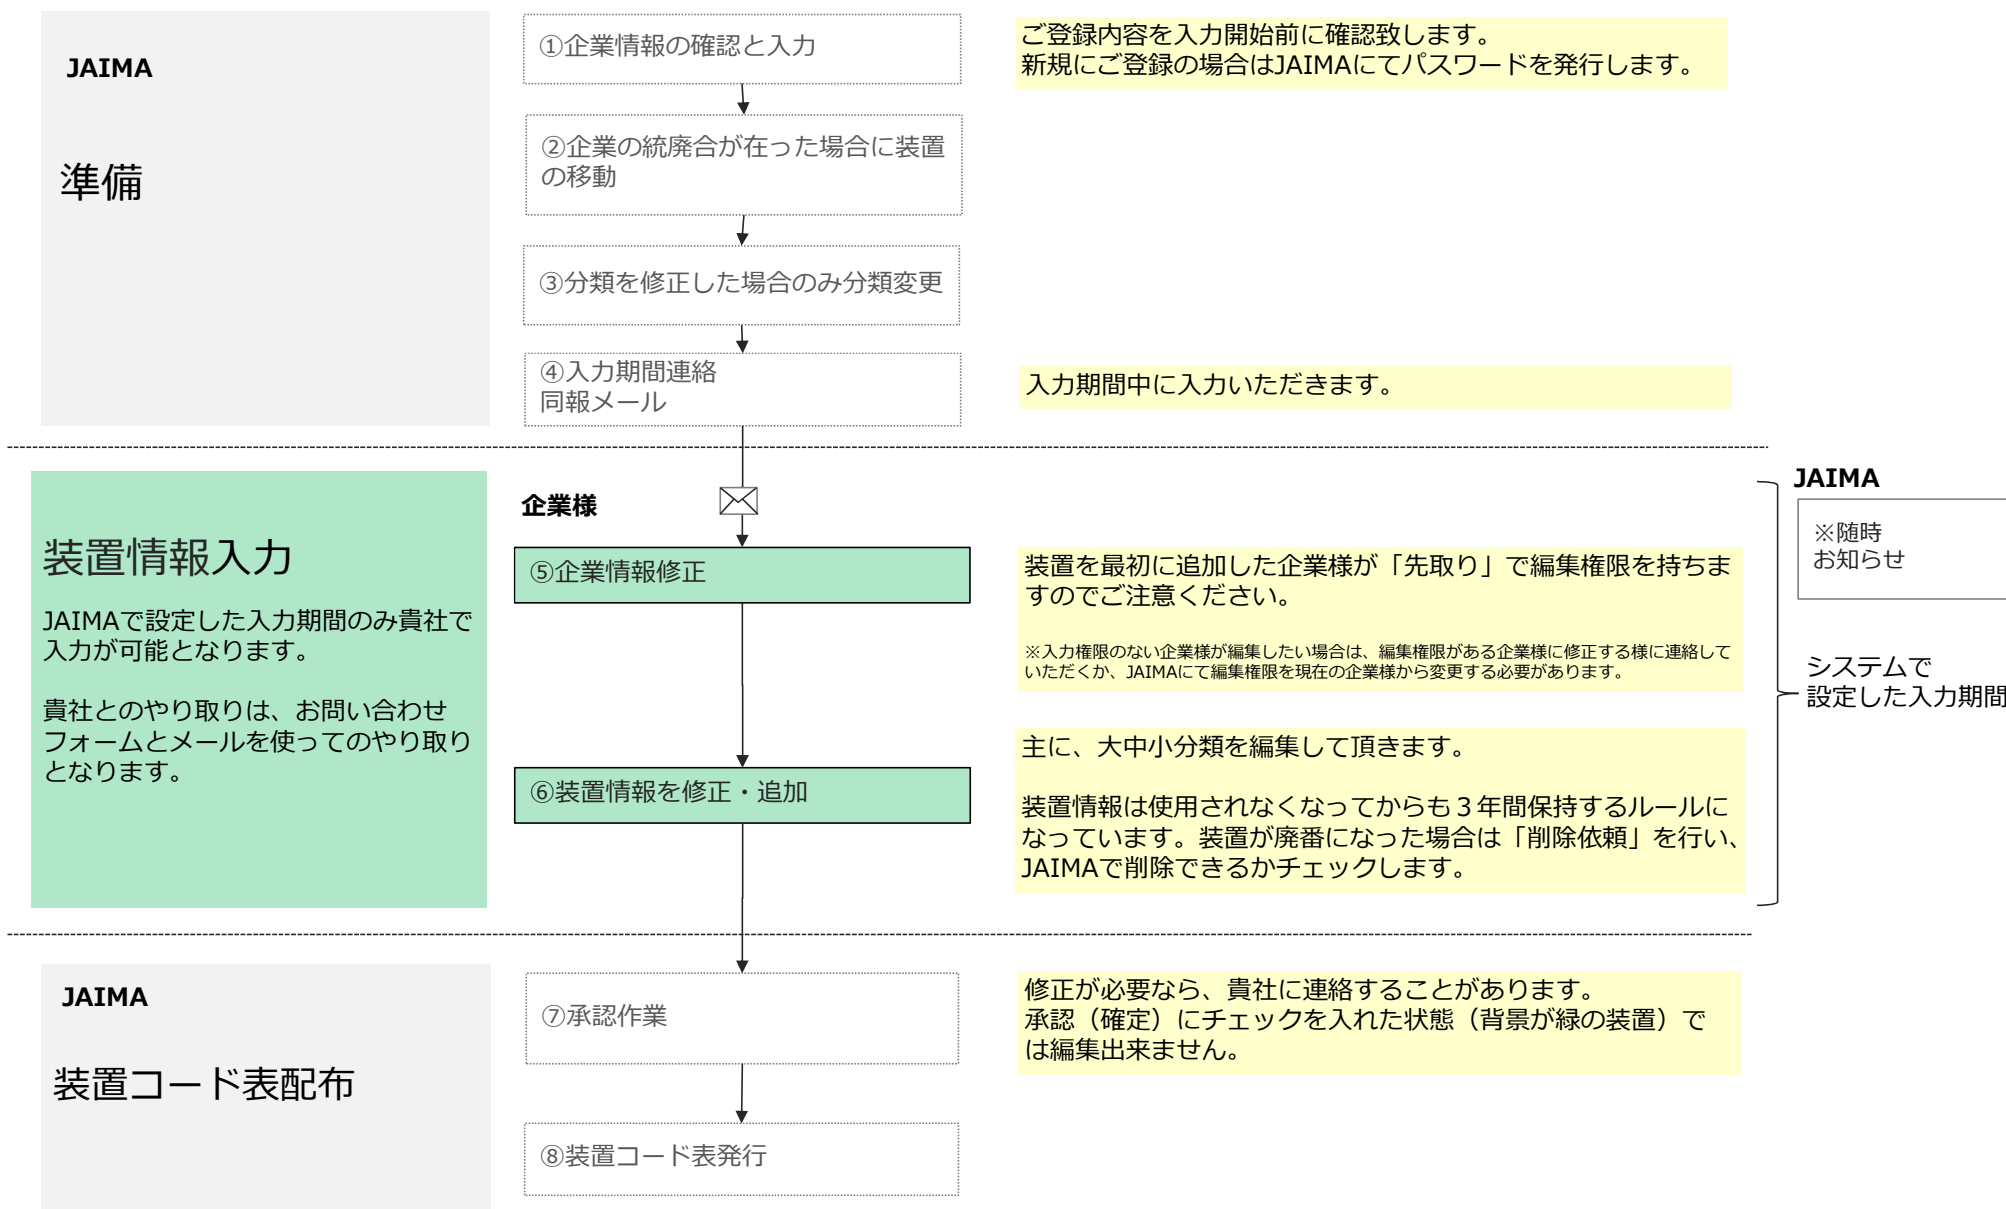 JAIMA
準備
①企業情報の確認と入力
ご登録内容を入力開始前に確認致します。
新規にご登録の場合はJAIMAにてパスワードを発行します。
②企業の統廃合が在った場合に装置
の移動
③分類を修正した場合のみ分類変更
④入力期間連絡
同報メール
入力期間中に入力いただきます。
装置情報入力
JAIMAで設定した入力期間のみ貴社で
入力が可能となります。
貴社とのやり取りは、お問い合わせ
フォームとメールを使ってのやり取り
となります。
企業様
⑤企業情報修正
装置を最初に追加した企業様が「先取り」で編集権限を持ちま
すのでご注意ください。
※入力権限のない企業様が編集したい場合は、編集権限がある企業様に修正する様に連絡して
いただくか、JAIMAにて編集権限を現在の企業様から変更する必要があります。
⑥装置情報を修正・追加
主に、大中小分類を編集して頂きます。
装置情報は使用されなくなってからも３年間保持するルールに
なっています。装置が廃番になった場合は「削除依頼」を行い、
JAIMAで削除できるかチェックします。
JAIMA
※随時
お知らせ
システムで
設定した入力期間
JAIMA
装置コード表配布
⑦承認作業
修正が必要なら、貴社に連絡することがあります。
承認（確定）にチェックを入れた状態（背景が緑の装置）で
は編集出来ません。
⑧装置コード表発行